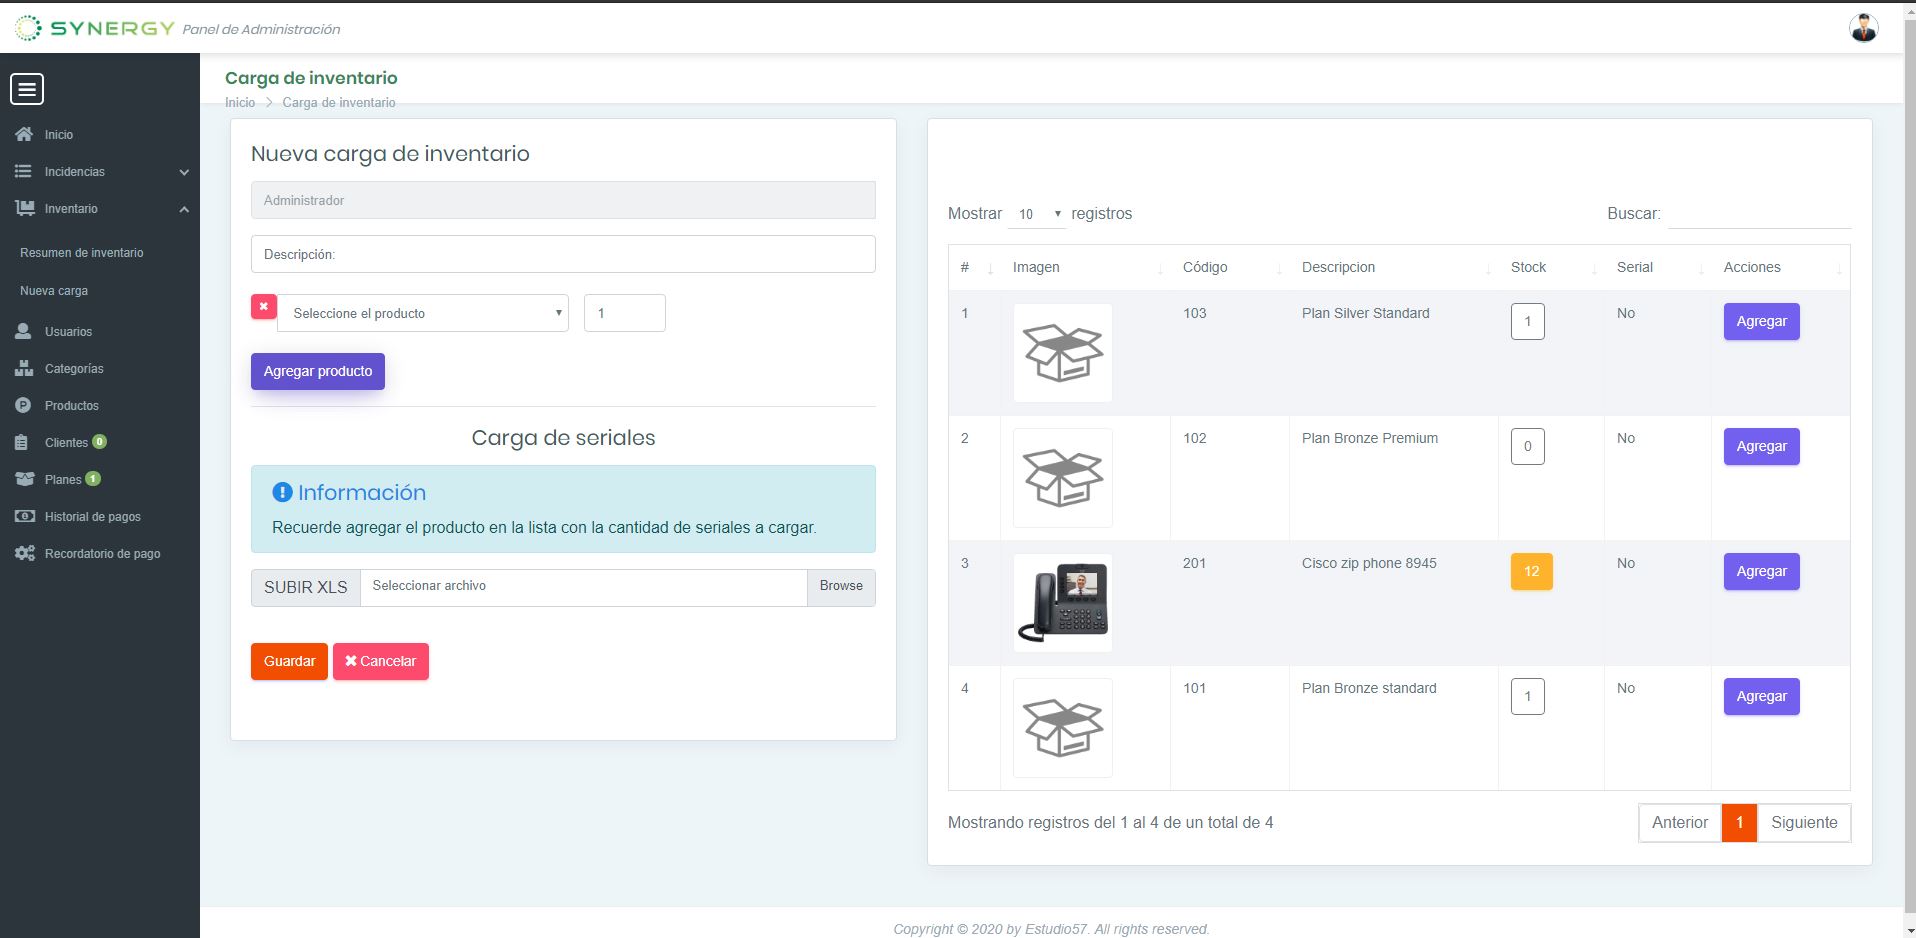 SYNERGY Panel de Administración
Inicio
Incidencias
Inventario
Resumen de inventario
Nueva carga
Usuarios
Categorías
Productos
Clientes 0
Planes 1
Historial de pagos
Recordatorio de pago
Carga de inventario
Inicio > Carga de inventario
Nueva carga de inventario
Administrador
Descripción:
Seleccione el producto 1
Agregar producto
Carga de seriales
Información
Recuerde agregar el producto en la lista con la cantidad de seriales a cargar.
SUBIR XLS Seleccionar archivo Browse
Guardar Cancelar
Mostrar 10 registros Buscar:
# Imagen Código Descripcion Stock Serial Acciones
1 103 Plan Silver Standard 1 No Agregar
2 102 Plan Bronze Premium 0 No Agregar
3 201 Cisco zip phone 8945 12 No Agregar
4 101 Plan Bronze standard 1 No Agregar
Mostrando registros del 1 al 4 de un total de 4 Anterior 1 Siguiente
Copyright © 2020 by Estudio57. All rights reserved.